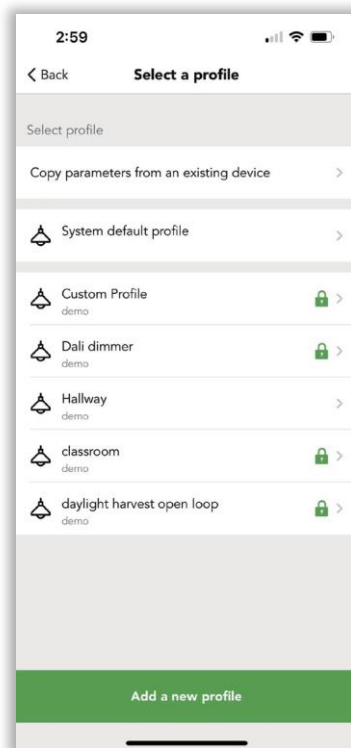 2:59
Back
Select a profile
Select profile
Copy parameters from an existing device
System default profile
Custom Profile
demo
Dali dimmer
demo
Hallway
demo
classroom
demo
daylight harvest open loop
demo
Add a new profile